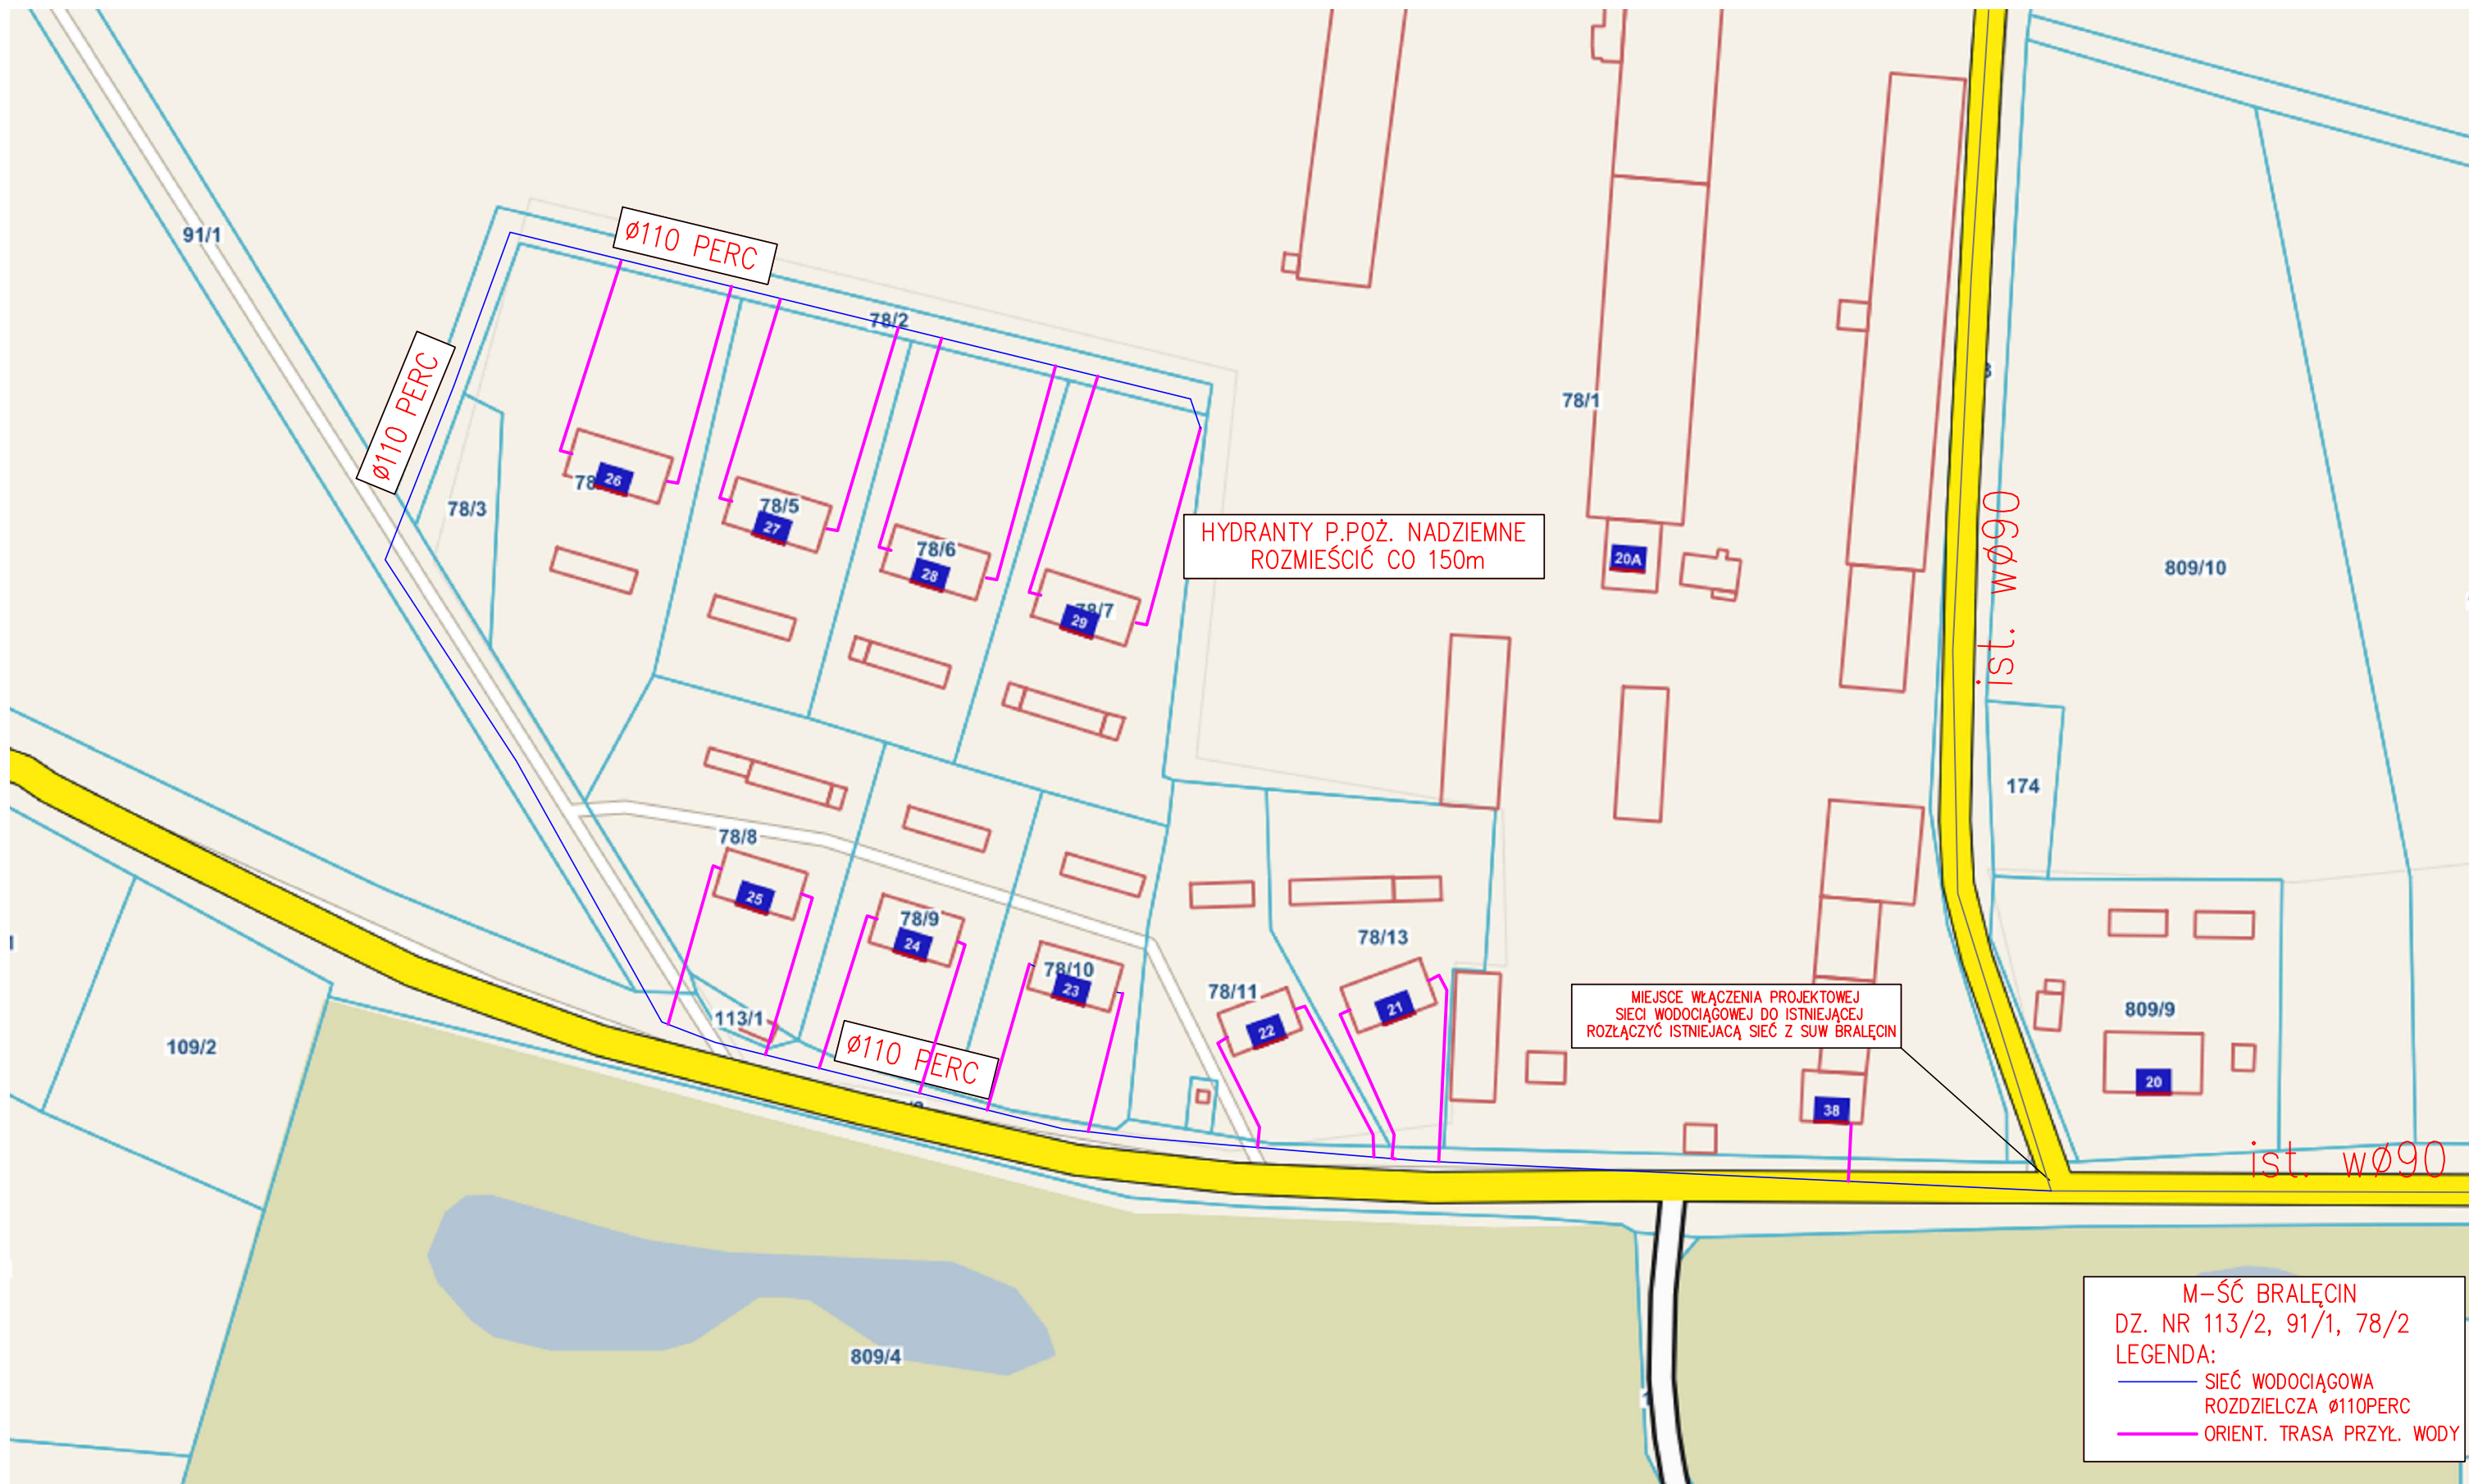 91/1
ø110 PERC
78/2
ø110 PERC
78/3
26
78/5
27
78/6
28
78/7
29
HYDRANTY P.POŻ. NADZIEMNE
ROZMIEŚCIĆ CO 150m
78/1
20A
ist. wø90
809/10
174
78/8
25
78/9
24
78/10
23
78/11
22
78/13
21
113/1
ø110 PERC
109/2
MIEJSCE WŁĄCZENIA PROJEKTOWEJ
SIECI WODOCIĄGOWEJ DO ISTNIEJĄCEJ
ROZŁĄCZYĆ ISTNIEJACĄ SIEĆ Z SUW BRALĘCIN
38
809/9
20
ist. wø90
809/4
M-ŚĆ BRALĘCIN
DZ. NR 113/2, 91/1, 78/2
LEGENDA:
SIEĆ WODOCIĄGOWA
ROZDZIELCZA ø110PERC
ORIENT. TRASA PRZYŁ. WODY